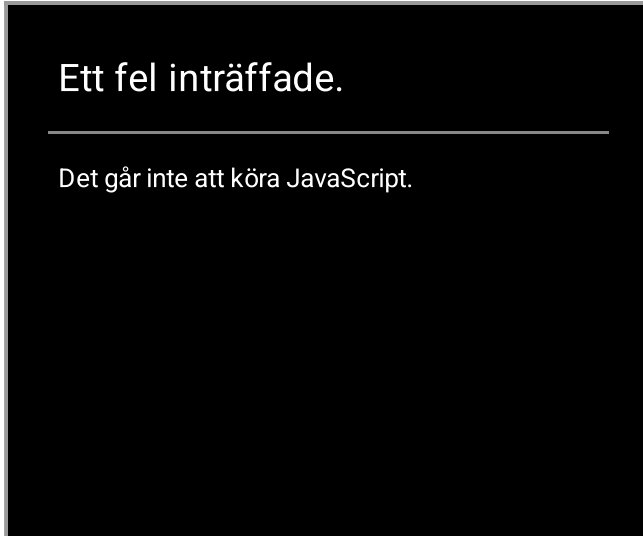 Ett fel inträffade.
Det går inte att köra JavaScript.